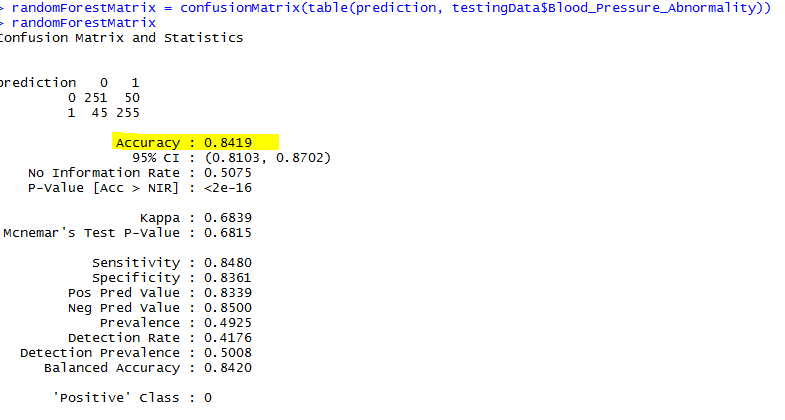 > randomForestMatrix = confusionMatrix(table(prediction, testingData$Blood_Pressure_Abnormality))
> randomForestMatrix
Confusion Matrix and Statistics
prediction   0   1
         0 251  50
         1  45 255
Accuracy : 0.8419
95% CI : (0.8103, 0.8702)
No Information Rate : 0.5075
P-Value [Acc > NIR] : <2e-16
Kappa : 0.6839
Mcnemar's Test P-Value : 0.6815
Sensitivity : 0.8480
Specificity : 0.8361
Pos Pred Value : 0.8339
Neg Pred Value : 0.8500
Prevalence : 0.4925
Detection Rate : 0.4176
Detection Prevalence : 0.5008
Balanced Accuracy : 0.8420
'Positive' Class : 0